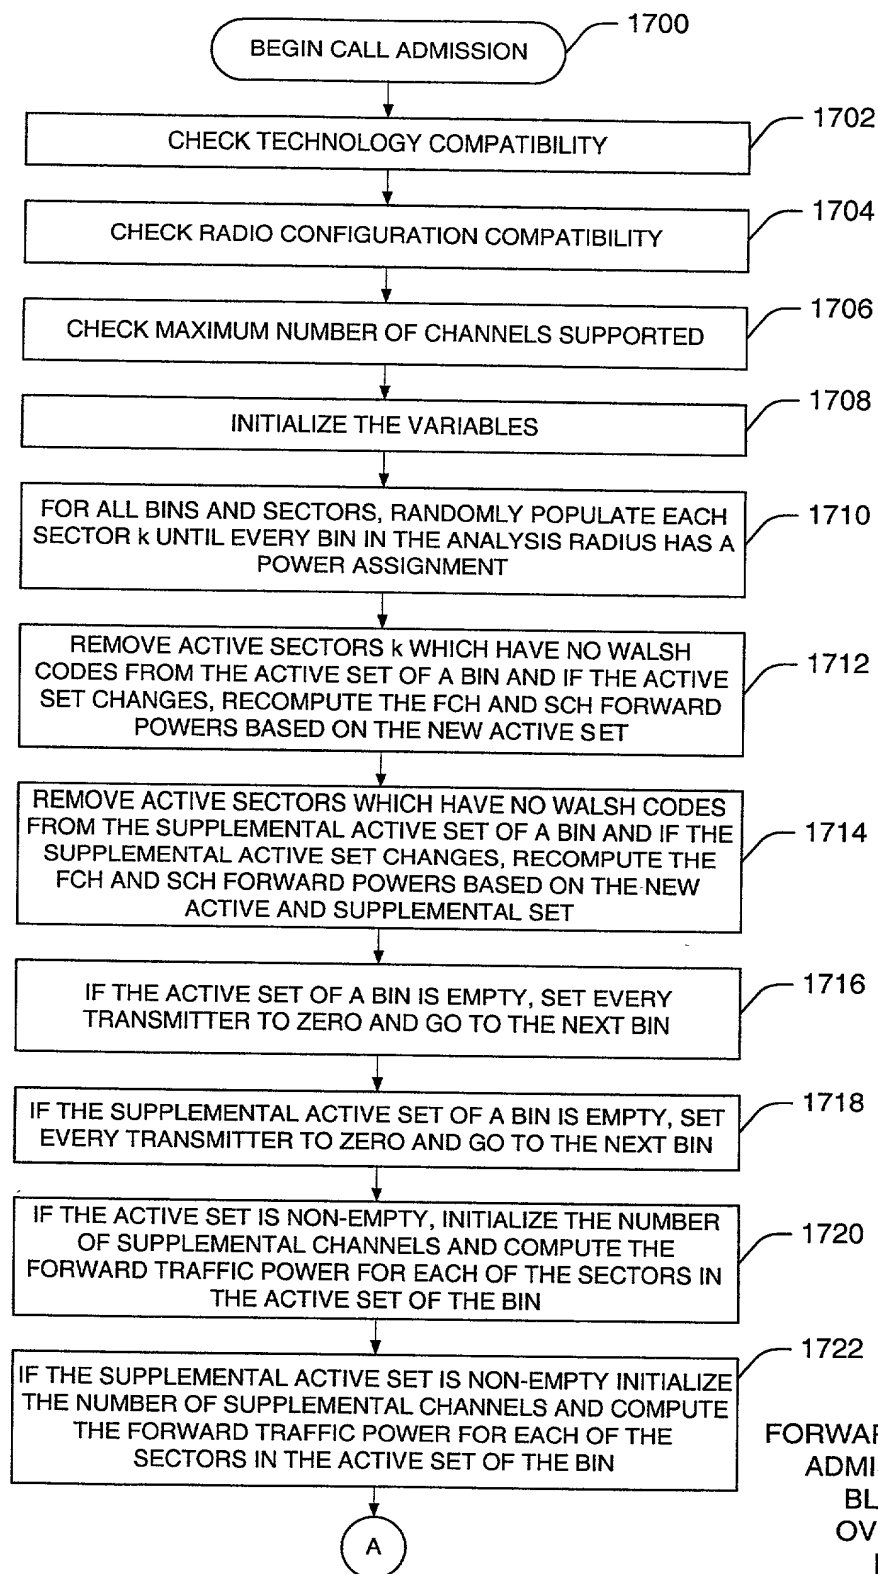 BEGIN CALL ADMISSION
1700
CHECK TECHNOLOGY COMPATIBILITY
1702
CHECK RADIO CONFIGURATION COMPATIBILITY
1704
CHECK MAXIMUM NUMBER OF CHANNELS SUPPORTED
1706
INITIALIZE THE VARIABLES
1708
FOR ALL BINS AND SECTORS, RANDOMLY POPULATE EACH
SECTOR k UNTIL EVERY BIN IN THE ANALYSIS RADIUS HAS A
POWER ASSIGNMENT
1710
REMOVE ACTIVE SECTORS k WHICH HAVE NO WALSH
CODES FROM THE ACTIVE SET OF A BIN AND IF THE ACTIVE
SET CHANGES, RECOMPUTE THE FCH AND SCH FORWARD
POWERS BASED ON THE NEW ACTIVE SET
1712
REMOVE ACTIVE SECTORS WHICH HAVE NO WALSH CODES
FROM THE SUPPLEMENTAL ACTIVE SET OF A BIN AND IF THE
SUPPLEMENTAL ACTIVE SET CHANGES, RECOMPUTE THE
FCH AND SCH FORWARD POWERS BASED ON THE NEW
ACTIVE AND SUPPLEMENTAL SET
1714
IF THE ACTIVE SET OF A BIN IS EMPTY, SET EVERY
TRANSMITTER TO ZERO AND GO TO THE NEXT BIN
1716
IF THE SUPPLEMENTAL ACTIVE SET OF A BIN IS EMPTY, SET
EVERY TRANSMITTER TO ZERO AND GO TO THE NEXT BIN
1718
IF THE ACTIVE SET IS NON-EMPTY, INITIALIZE THE NUMBER
OF SUPPLEMENTAL CHANNELS AND COMPUTE THE
FORWARD TRAFFIC POWER FOR EACH OF THE SECTORS IN
THE ACTIVE SET OF THE BIN
1720
IF THE SUPPLEMENTAL ACTIVE SET IS NON-EMPTY INITIALIZE
THE NUMBER OF SUPPLEMENTAL CHANNELS AND COMPUTE
THE FORWARD TRAFFIC POWER FOR EACH OF THE
SECTORS IN THE ACTIVE SET OF THE BIN
1722
FORWAR
ADMIS
BL
OV
A